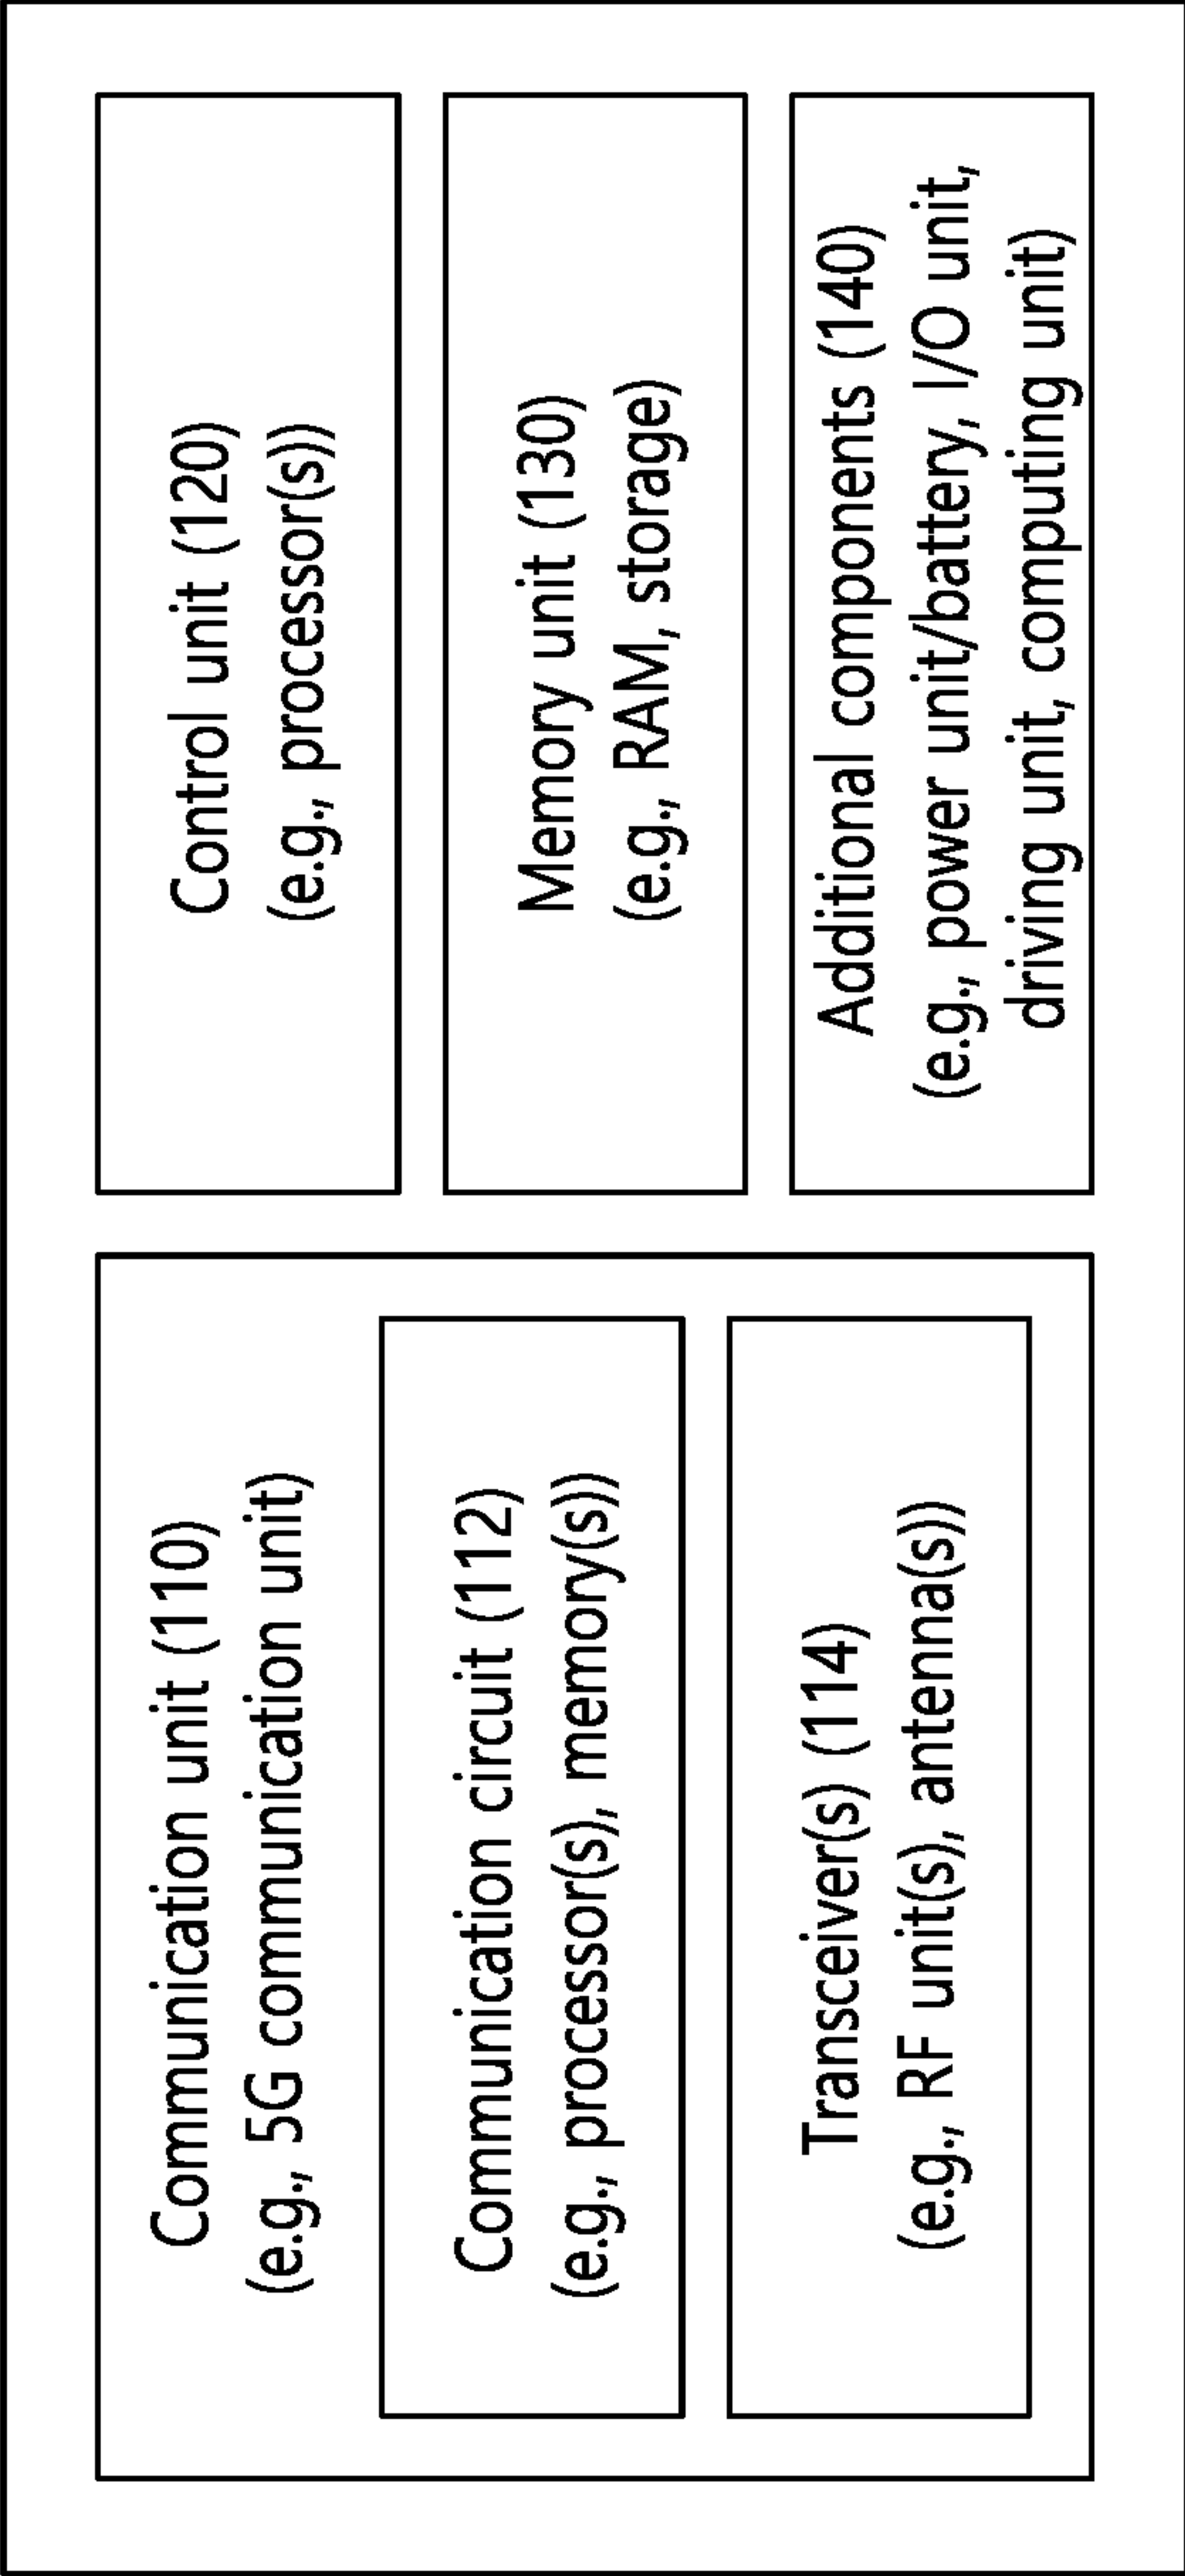 Communication unit (110)
(e.g., 5G communication unit)
Communication circuit (112)
(e.g., processor(s), memory(s))
Transceiver(s) (114)
(e.g., RF unit(s), antenna(s))
Control unit (120)
(e.g., processor(s))
Memory unit (130)
(e.g., RAM, storage)
Additional components (140)
(e.g., power unit/battery, I/O unit,
driving unit, computing unit)